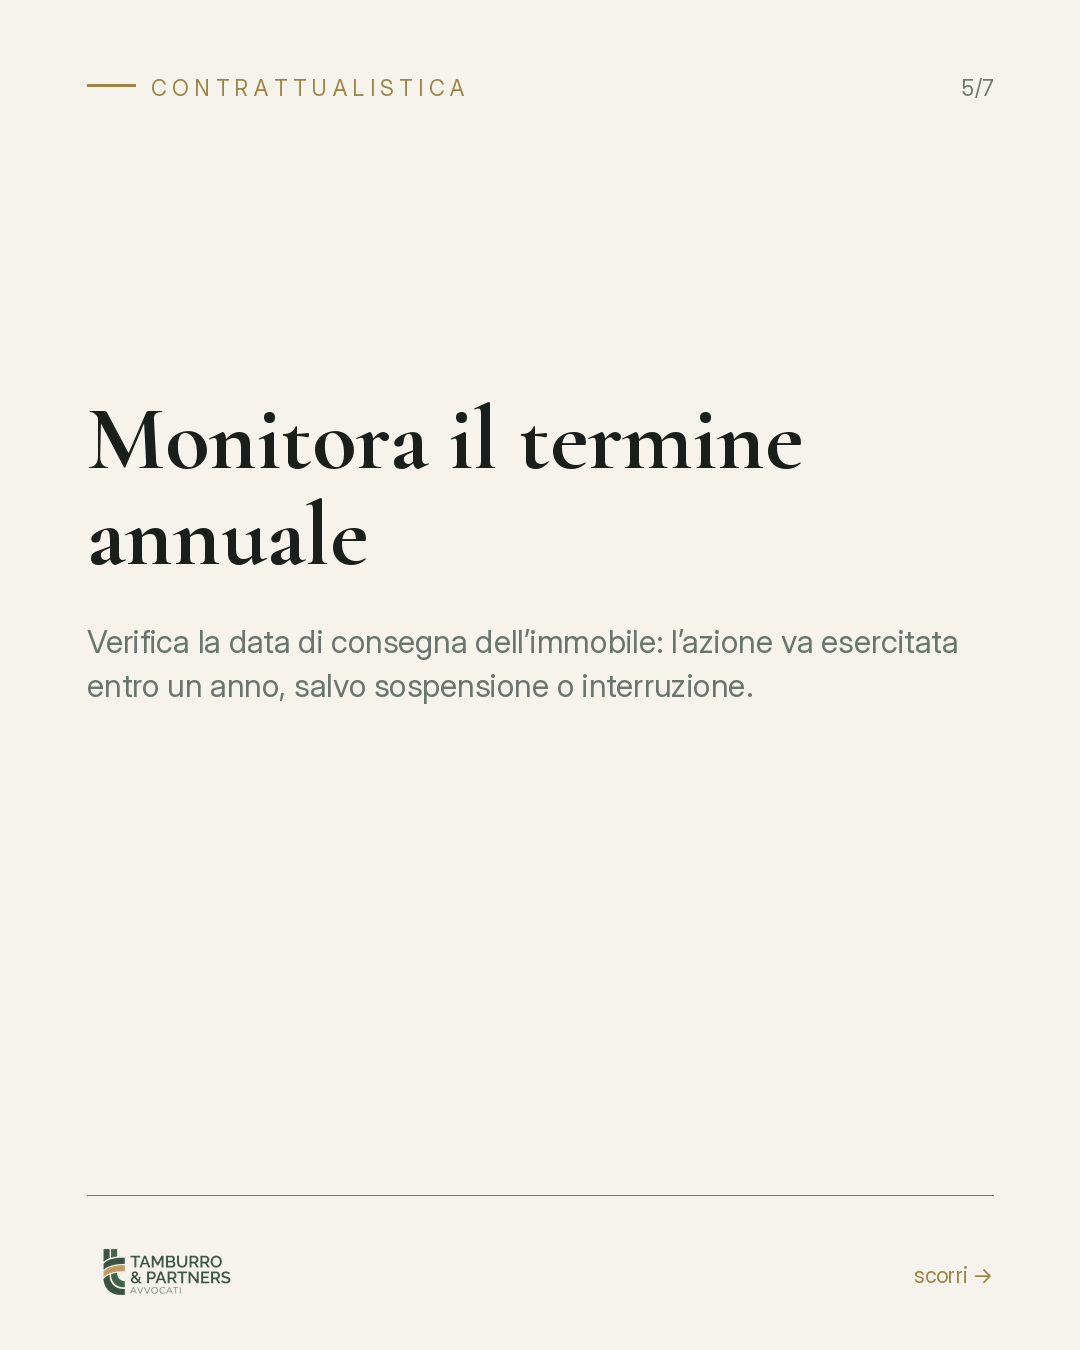 CONTRATTUALISTICA
5/7
Monitora il termine
annuale
Verifica la data di consegna dell’immobile: l’azione va esercitata
entro un anno, salvo sospensione o interruzione.
TAMBURRO
& PARTNERS
AVVOCATI
scorri →